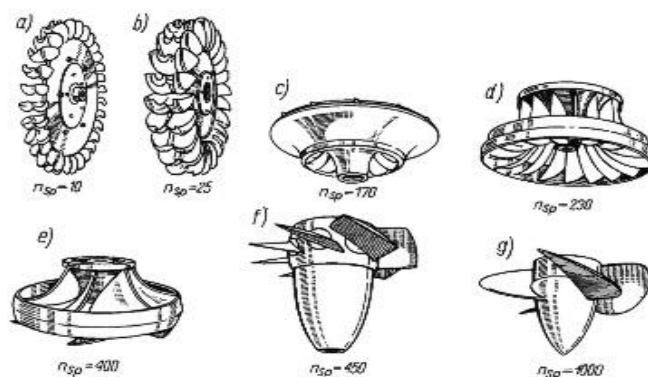 a)
b)
c)
d)
n_sp=10
n_sp=25
n_sp=170
n_sp=230
e)
f)
g)
n_sp=400
n_sp=450
n_sp=1000